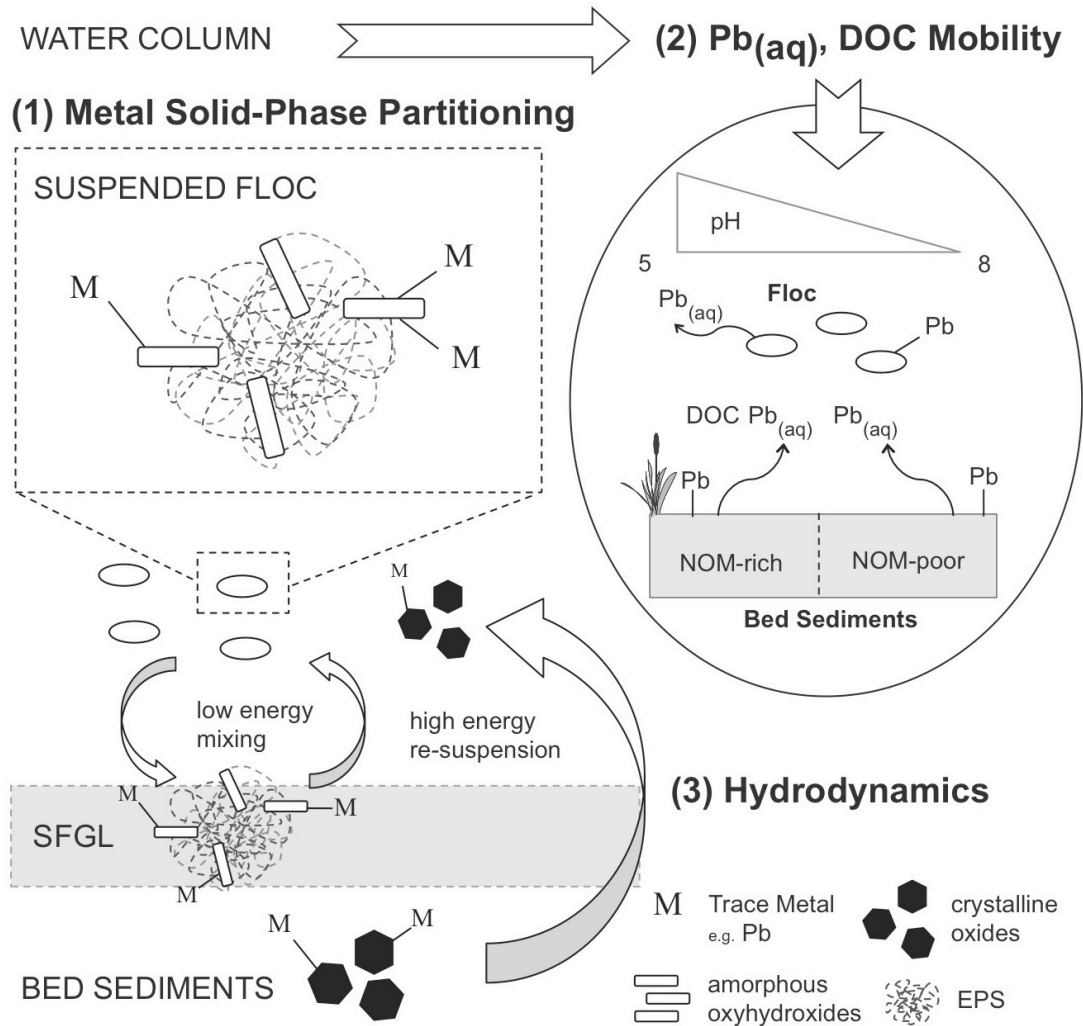 WATER COLUMN
(2) Pb(aq), DOC Mobility
(1) Metal Solid-Phase Partitioning
SUSPENDED FLOC
M
M
M
pH
5
8
Floc
Pb(aq)
Pb
DOC Pb(aq)
Pb(aq)
Pb
Pb
NOM-rich
NOM-poor
Bed Sediments
M
low energy
mixing
high energy
re-suspension
(3) Hydrodynamics
M
M
SFGL
M
M
M
BED SEDIMENTS
M
Trace Metal
e.g. Pb
crystalline
oxides
amorphous
oxyhydroxides
EPS